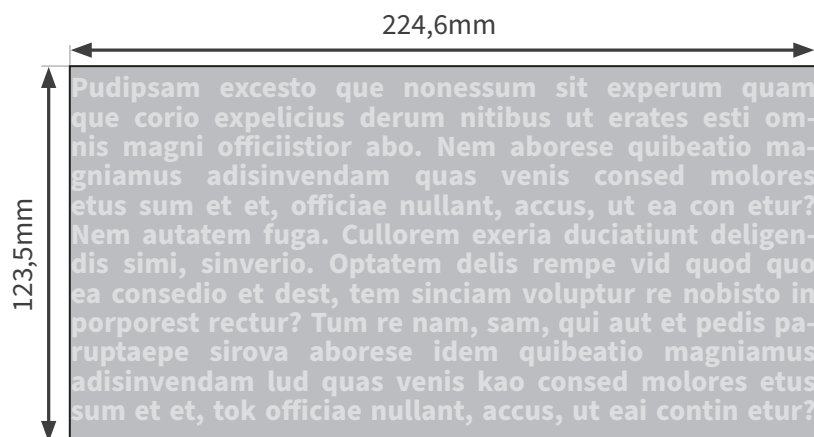 224,6mm
123,5mm
Pudipsam excesto que nonessum sit experum quam
que corio expelicius derum nitibus ut erates esti om-
nis magni officiistior abo. Nem aborese quibeatio ma-
gniamus adisinvendam quas venis consed molores
etus sum et et, officiae nullant, accus, ut ea con etur?
Nem autatem fuga. Cullorem exeria duciatiunt deligen-
dis simi, sinverio. Optatem delis rempe vid quod quo
ea consedio et dest, tem sinciam voluptur re nobisto in
porporest rectur? Tum re nam, sam, qui aut et pedis pa-
ruptaepe sirova aborese idem quibeatio magniamus
adisinvendam lud quas venis kao consed molores etus
sum et et, tok officiae nullant, accus, ut eai contin etur?